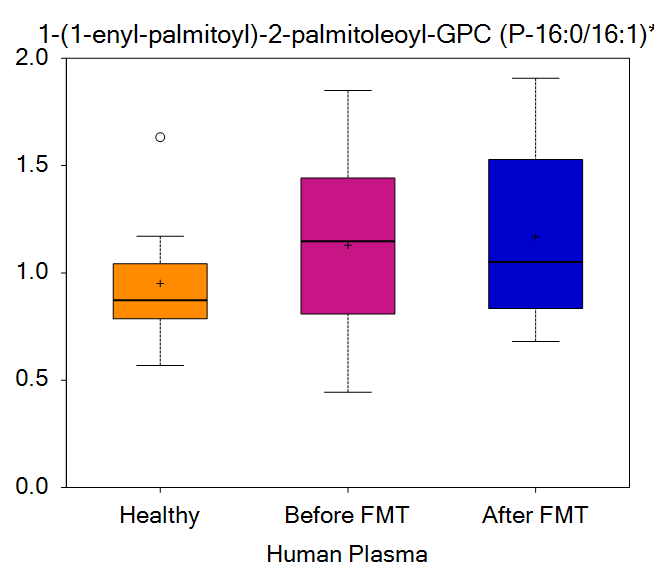 1-(1-enyl-palmitoyl)-2-palmitoleoyl-GPC (P-16:0/16:1)*
2.0
1.5
1.0
0.5
0.0
Healthy Before FMT After FMT
Human Plasma